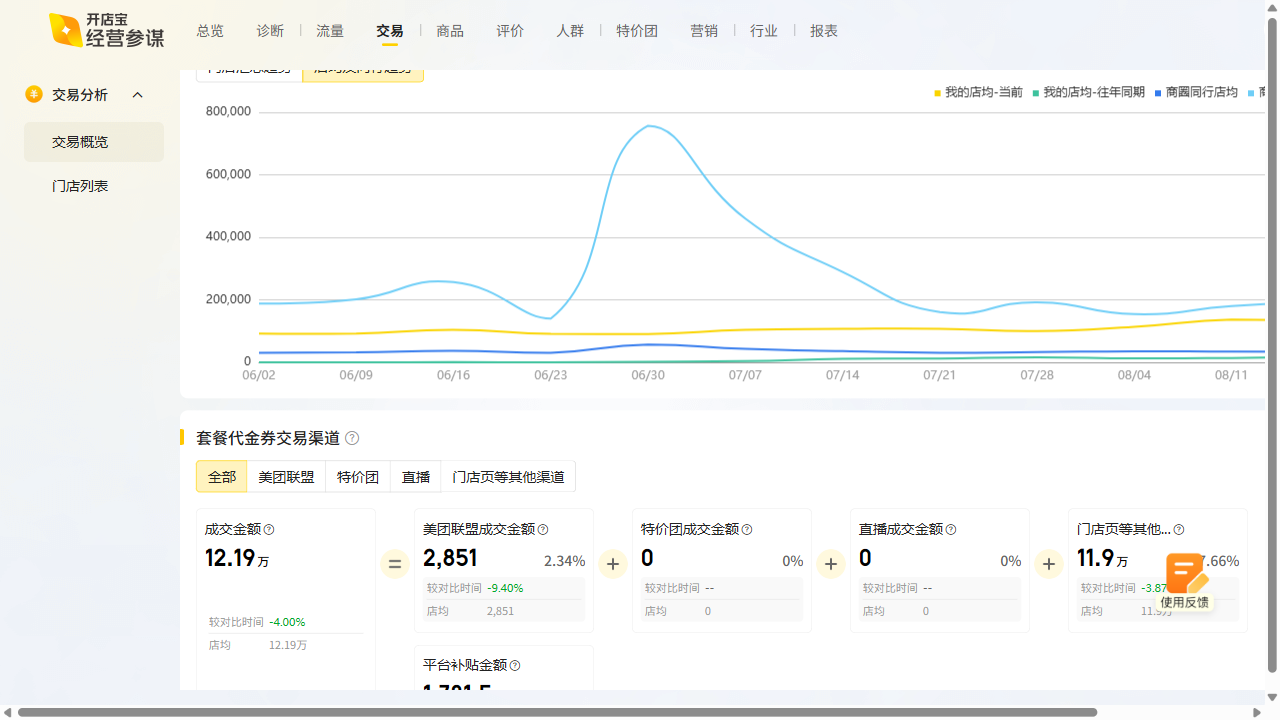 开店宝
经营参谋
总览
诊断
流量
交易
商品
评价
人群
特价团
营销
行业
报表
交易分析
交易概览
门店列表
我的店均-当前
我的店均-往年同期
商圈同行店均
800,000
600,000
400,000
200,000
0
06/02
06/09
06/16
06/23
06/30
07/07
07/14
07/21
07/28
08/04
08/11
套餐代金券交易渠道
全部
美团联盟
特价团
直播
门店页等其他渠道
成交金额
12.19万
较对比时间 -4.00%
店均 12.19万
=
美团联盟成交金额
2,851 2.34%
较对比时间 -9.40%
店均 2,851
+
特价团成交金额
0 0%
较对比时间 --
店均 0
+
直播成交金额
0 0%
较对比时间 --
店均 0
+
门店页等其他...
11.9万 7.66%
较对比时间 -3.87
店均
使用反馈
平台补贴金额